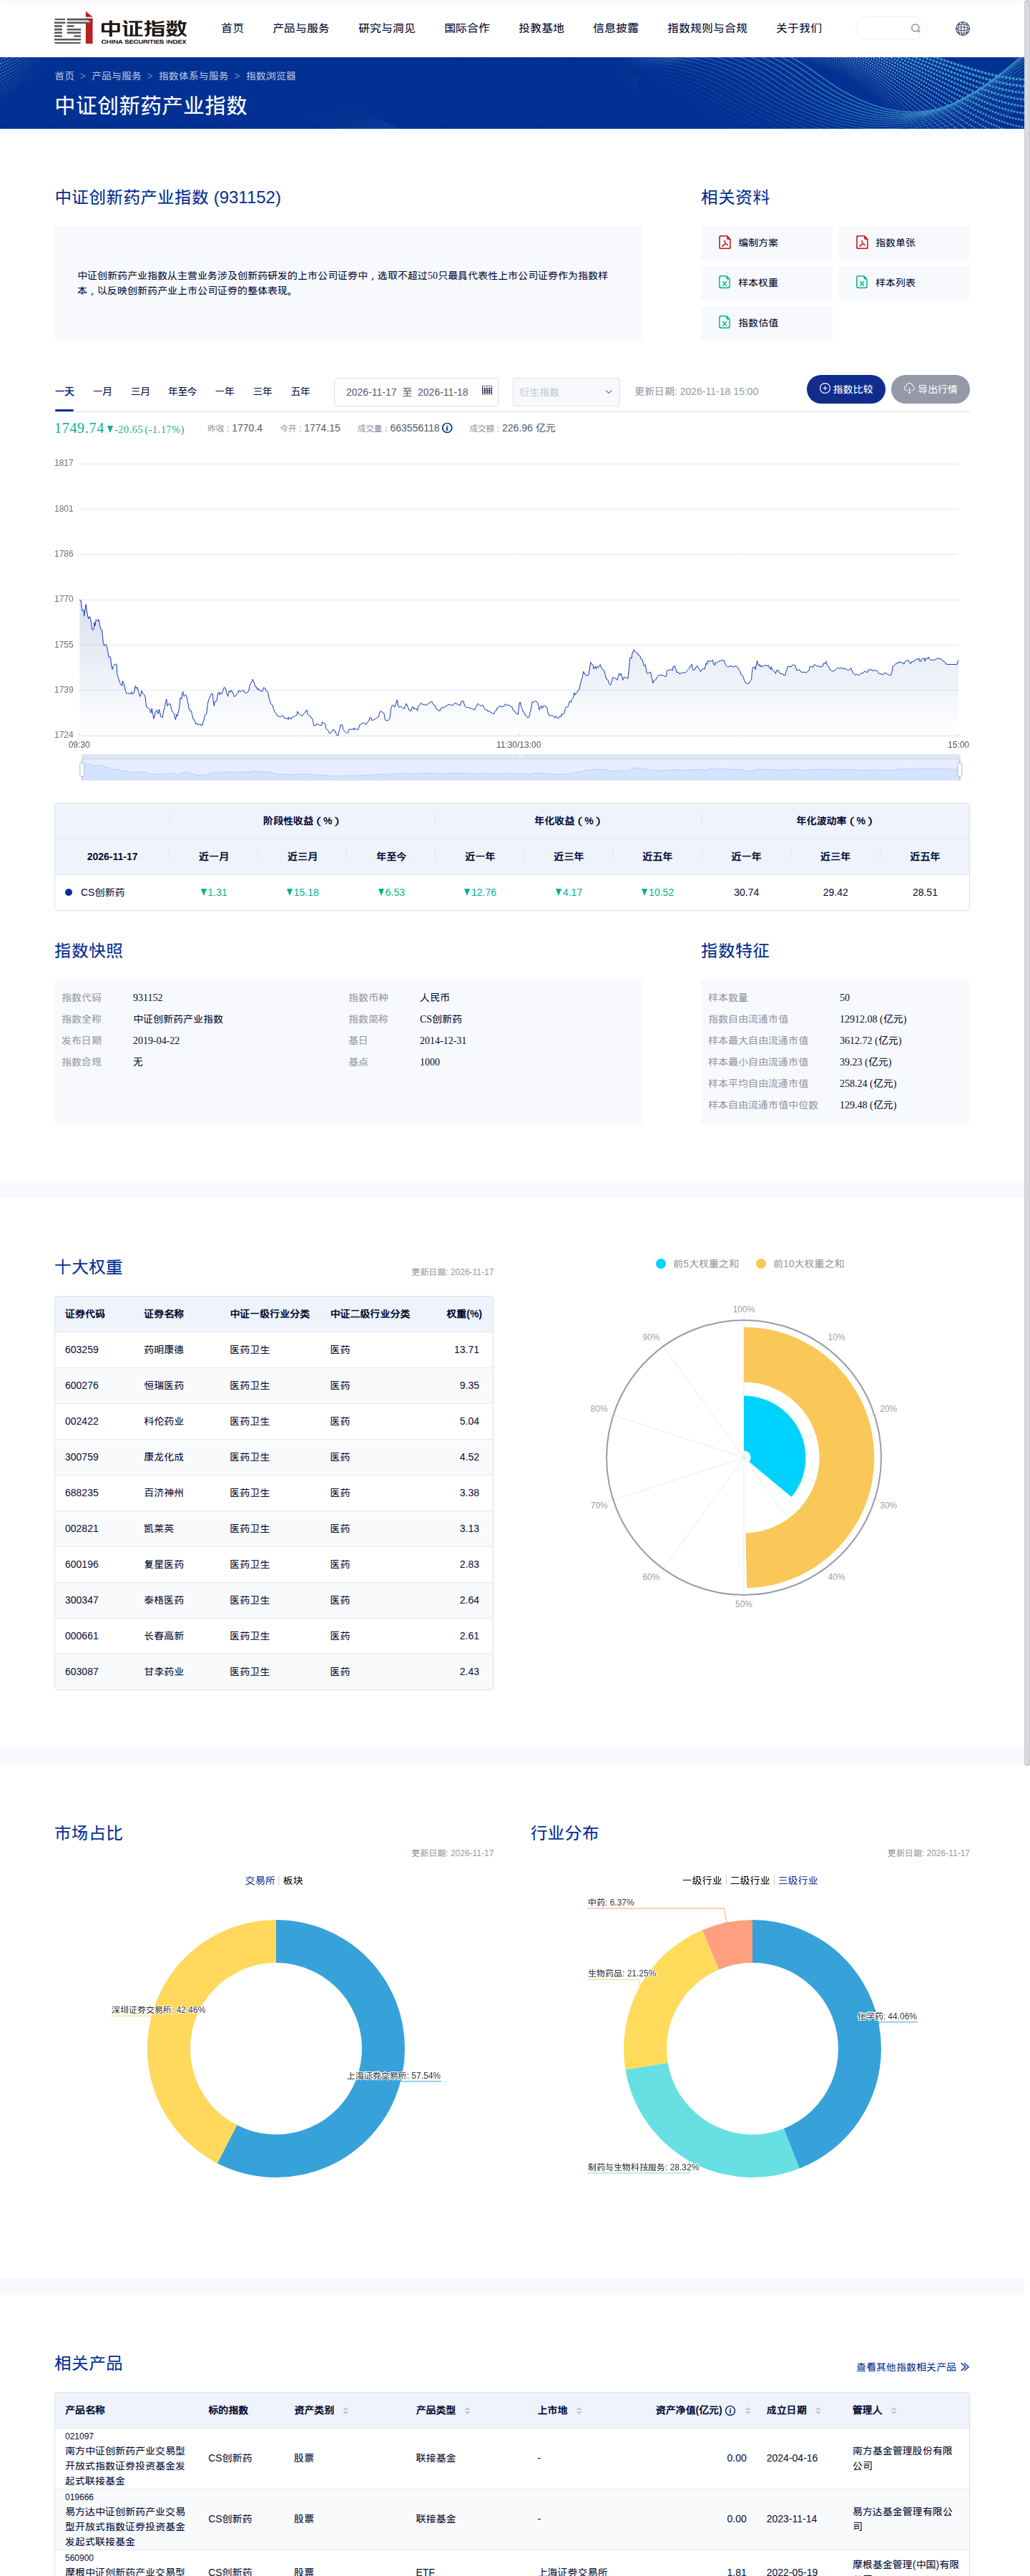 中证指数
CHINA SECURITIES INDEX
首页 产品与服务 研究与洞见 国际合作 投教基地 信息披露 指数规则与合规 关于我们
首页 > 产品与服务 > 指数体系与服务 > 指数浏览器
中证创新药产业指数
中证创新药产业指数 (931152)
相关资料
中证创新药产业指数从主营业务涉及创新药研发的上市公司证券中，选取不超过50只最具代表性上市公司证券作为指数样
本，以反映创新药产业上市公司证券的整体表现。
编制方案 指数单张
样本权重 样本列表
指数估值
一天 一月 三月 年至今 一年 三年 五年 2026-11-17 至 2026-11-18 衍生指数 更新日期: 2026-11-18 15:00 指数比较 导出行情
1749.74 ▼-20.65 (-1.17%) 昨收 : 1770.4 今开 : 1774.15 成交量 : 663556118 成交额 : 226.96 亿元
1817
1801
1786
1770
1755
1739
1724
09:30 11:30/13:00 15:00
阶段性收益 ( % ) 年化收益 ( % ) 年化波动率 ( % )
2026-11-17 近一月 近三月 年至今 近一年 近三年 近五年 近一年 近三年 近五年
CS创新药 ▼1.31 ▼15.18 ▼6.53 ▼12.76 ▼4.17 ▼10.52 30.74 29.42 28.51
指数快照
指数特征
指数代码 931152 指数币种 人民币
指数全称 中证创新药产业指数 指数简称 CS创新药
发布日期 2019-04-22 基日 2014-12-31
指数合规 无 基点 1000
样本数量 50
指数自由流通市值 12912.08 (亿元)
样本最大自由流通市值 3612.72 (亿元)
样本最小自由流通市值 39.23 (亿元)
样本平均自由流通市值 258.24 (亿元)
样本自由流通市值中位数 129.48 (亿元)
十大权重
更新日期: 2026-11-17
证券代码 证券名称 中证一级行业分类 中证二级行业分类 权重(%)
603259 药明康德 医药卫生 医药 13.71
600276 恒瑞医药 医药卫生 医药 9.35
002422 科伦药业 医药卫生 医药 5.04
300759 康龙化成 医药卫生 医药 4.52
688235 百济神州 医药卫生 医药 3.38
002821 凯莱英 医药卫生 医药 3.13
600196 复星医药 医药卫生 医药 2.83
300347 泰格医药 医药卫生 医药 2.64
000661 长春高新 医药卫生 医药 2.61
603087 甘李药业 医药卫生 医药 2.43
前5大权重之和 前10大权重之和
100%
10%
20%
30%
40%
50%
60%
70%
80%
90%
市场占比
更新日期: 2026-11-17
交易所 板块
深圳证券交易所: 42.46%
上海证券交易所: 57.54%
行业分布
更新日期: 2026-11-17
一级行业 二级行业 三级行业
中药: 6.37%
生物药品: 21.25%
化学药: 44.06%
制药与生物科技服务: 28.32%
相关产品
查看其他指数相关产品
产品名称 标的指数 资产类别 产品类型 上市地 资产净值(亿元) 成立日期 管理人
021097
南方中证创新药产业交易型
开放式指数证券投资基金发
起式联接基金
CS创新药 股票 联接基金 - 0.00 2024-04-16
南方基金管理股份有限
公司
019666
易方达中证创新药产业交易
型开放式指数证券投资基金
发起式联接基金
CS创新药 股票 联接基金 - 0.00 2023-11-14
易方达基金管理有限公
司
560900
摩根中证创新药产业交易型
CS创新药 股票 ETF 上海证券交易所 1.81 2022-05-19
摩根基金管理(中国)有限